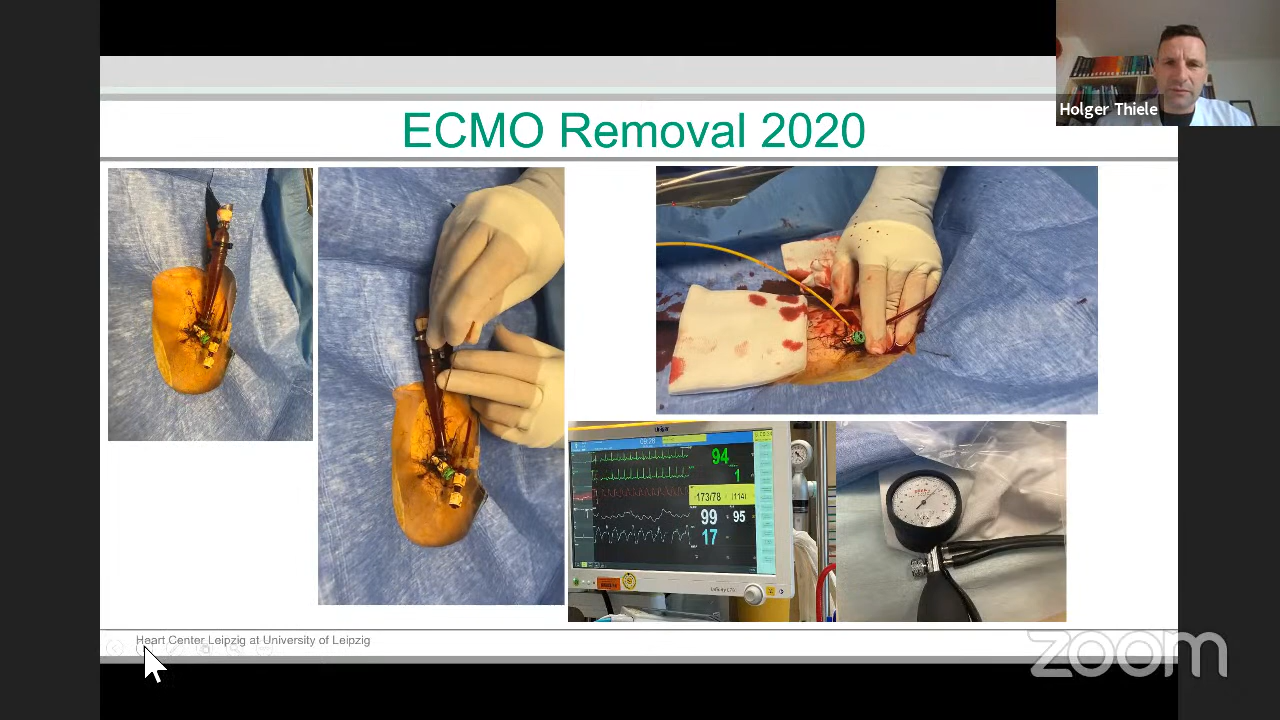 Holger Thiele
ECMO Removal 2020
94
1
173/78 (114)
99 95
17
Heart Center Leipzig at University of Leipzig
zoom